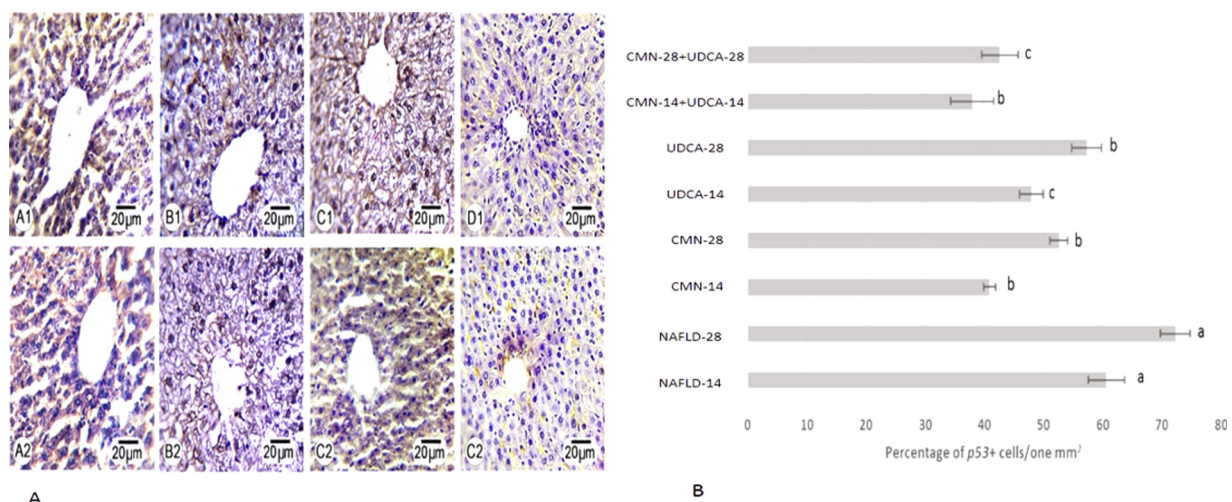 A1 20µm
B1 20µm
C1 20µm
D1 20µm
A2 20µm
B2 20µm
C2 20µm
C2 20µm
A
CMN-28+UDCA-28 c
CMN-14+UDCA-14 b
UDCA-28 b
UDCA-14 c
CMN-28 b
CMN-14 b
NAFLD-28 a
NAFLD-14 a
0 10 20 30 40 50 60 70 80
Percentage of p53+ cells/one mm²
B